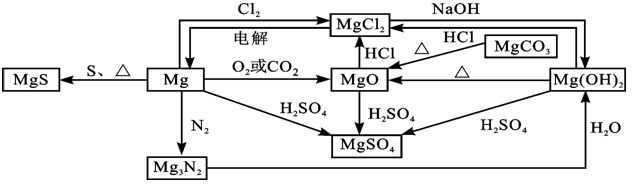 Cl₂ MgCl₂ NaOH
电解 HCl △ HCl MgCO₃
MgS S、△ Mg O₂或CO₂ MgO △ Mg(OH)₂
N₂ H₂SO₄ H₂SO₄ H₂SO₄ H₂O
MgSO₄
Mg₃N₂